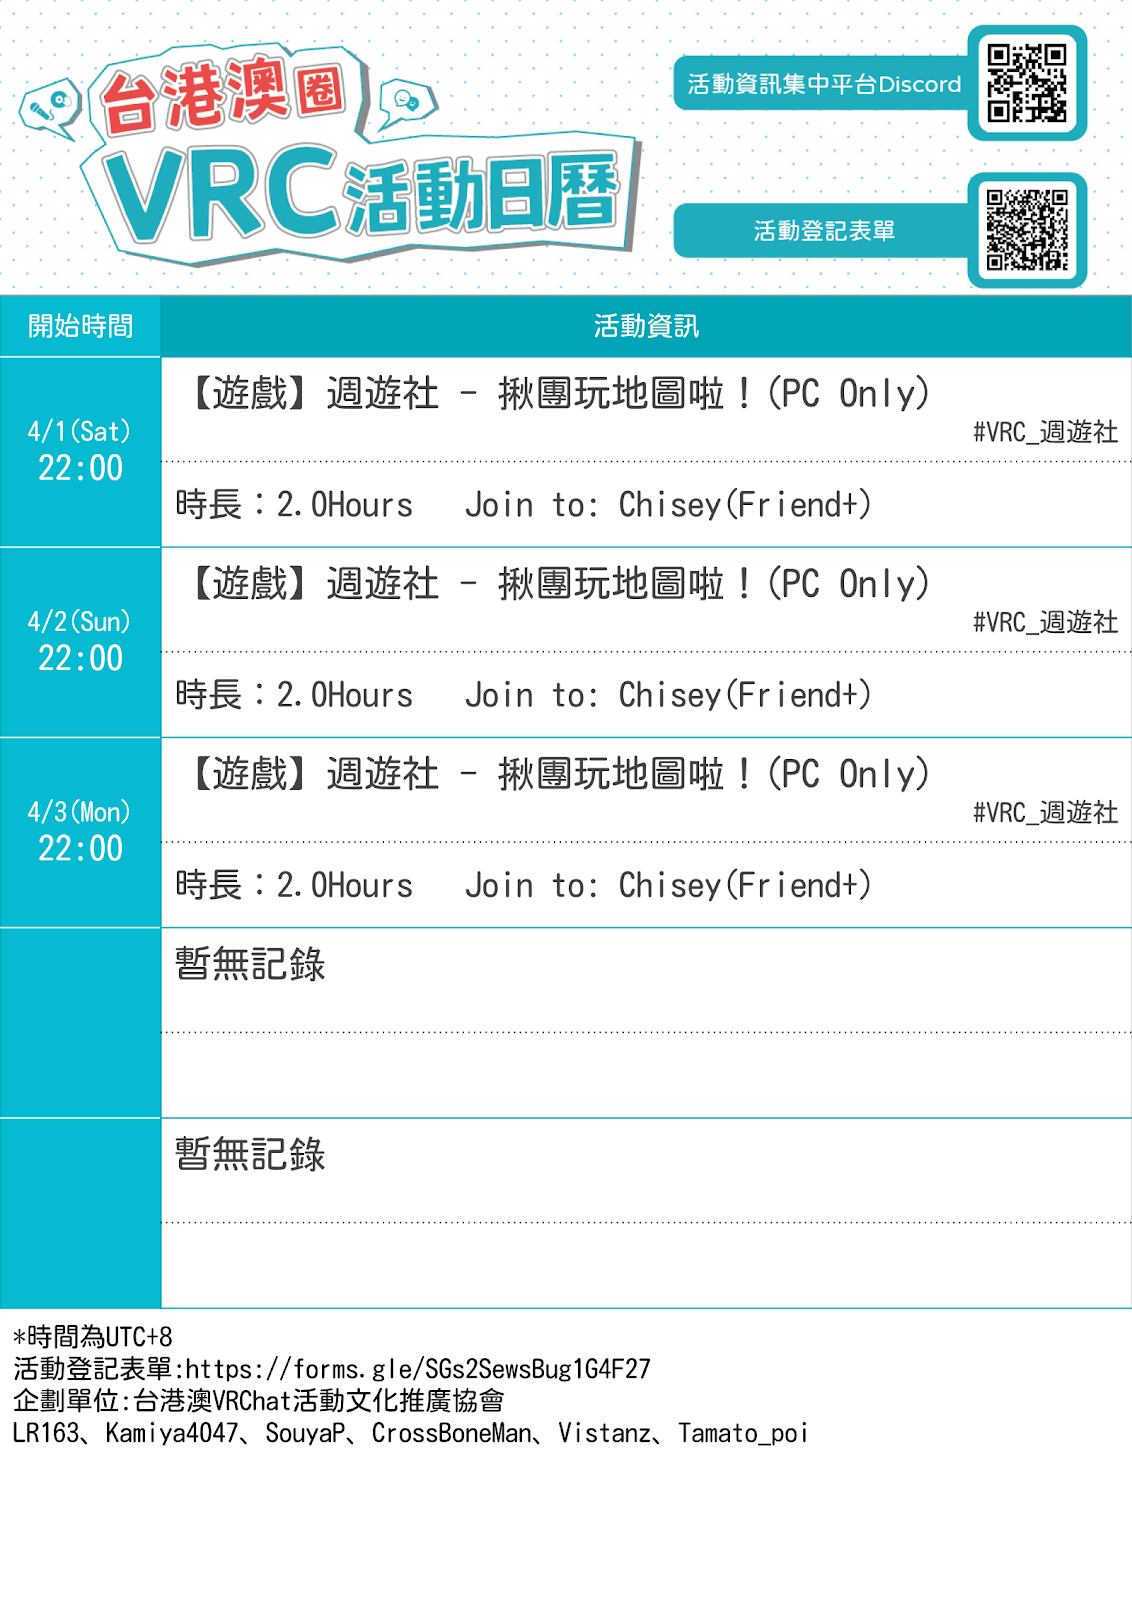 台港澳圈
VRC活動日曆
活動資訊集中平台Discord
活動登記表單
開始時間
活動資訊
4/1(Sat)
22:00
【遊戲】週遊社 - 揪團玩地圖啦！(PC Only)
#VRC_週遊社
時長：2.0Hours Join to: Chisey(Friend+)
4/2(Sun)
22:00
【遊戲】週遊社 - 揪團玩地圖啦！(PC Only)
#VRC_週遊社
時長：2.0Hours Join to: Chisey(Friend+)
4/3(Mon)
22:00
【遊戲】週遊社 - 揪團玩地圖啦！(PC Only)
#VRC_週遊社
時長：2.0Hours Join to: Chisey(Friend+)
暫無記錄
暫無記錄
*時間為UTC+8
活動登記表單:https://forms.gle/SGs2SewsBug1G4F27
企劃單位:台港澳VRChat活動文化推廣協會
LR163、Kamiya4047、SouyaP、CrossBoneMan、Vistanz、Tamato_poi